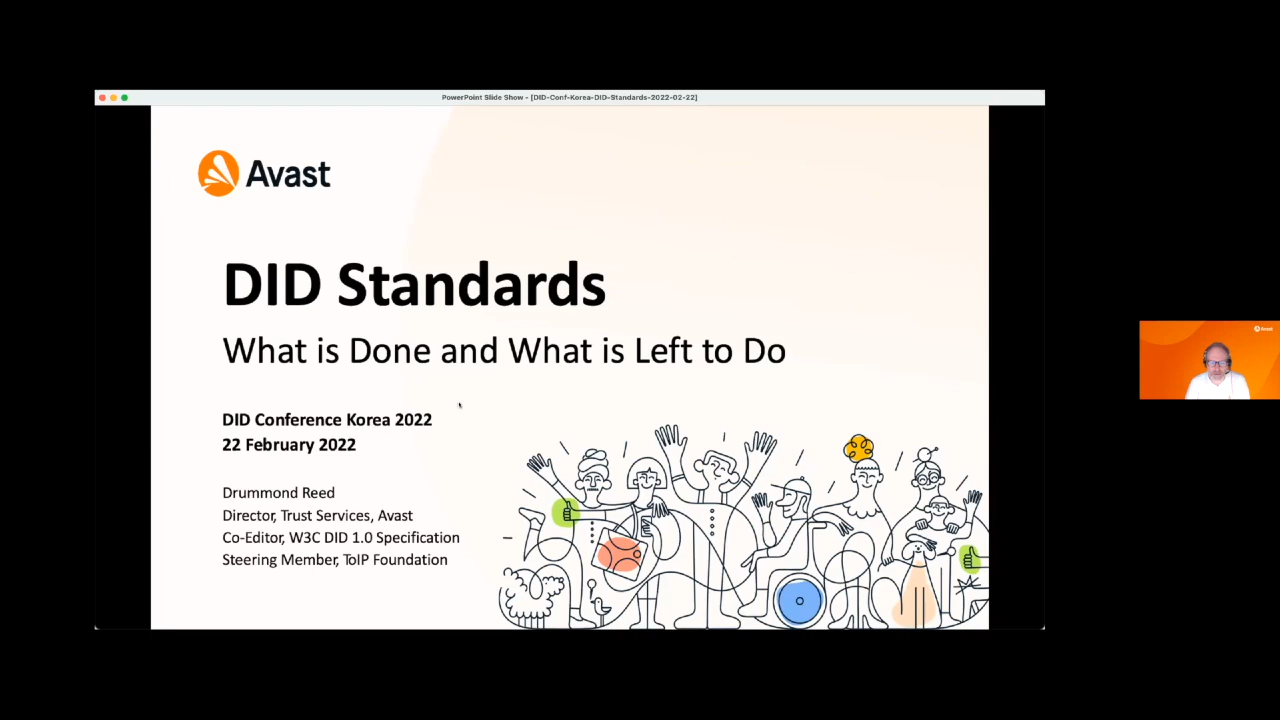 PowerPoint Slide Show - [DID-Conf-Korea-DID-Standards-2022-02-22]
Avast
DID Standards
What is Done and What is Left to Do
DID Conference Korea 2022
22 February 2022
Drummond Reed
Director, Trust Services, Avast
Co-Editor, W3C DID 1.0 Specification
Steering Member, ToIP Foundation
Avast